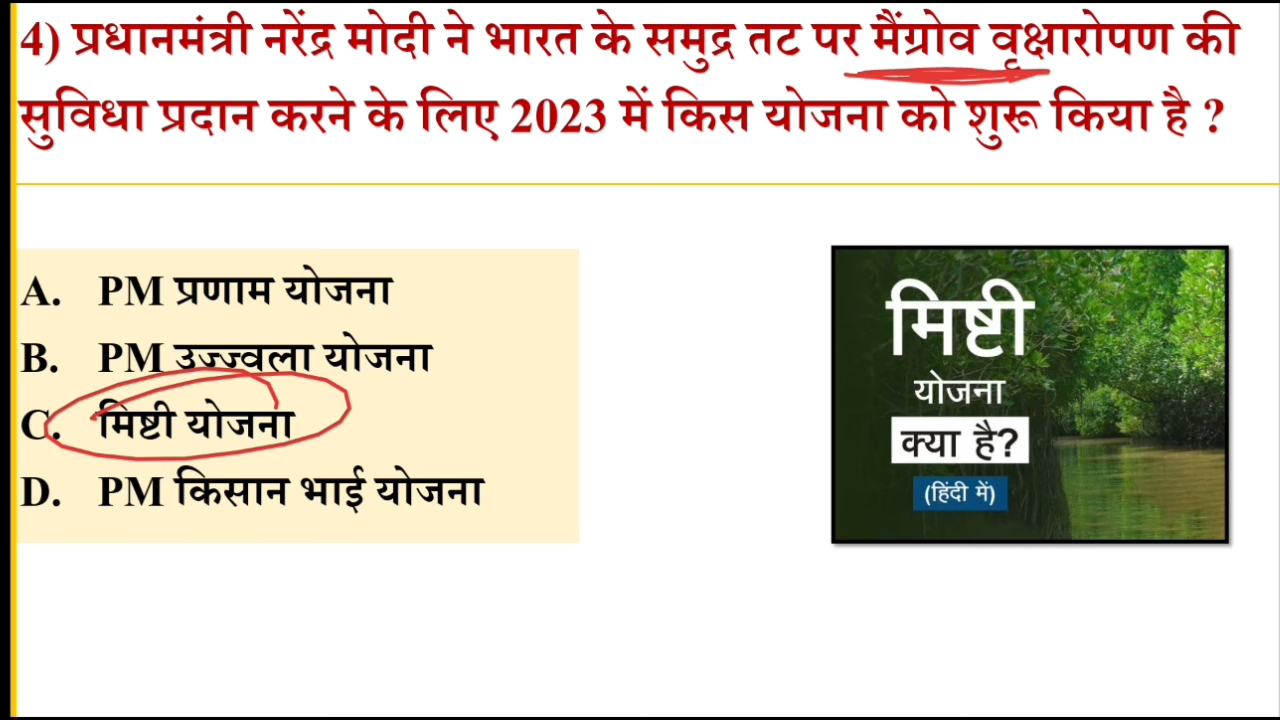 4) प्रधानमंत्री नरेंद्र मोदी ने भारत के समुद्र तट पर मैंग्रोव वृक्षारोपण की
सुविधा प्रदान करने के लिए 2023 में किस योजना को शुरू किया है ?
A. PM प्रणाम योजना
B. PM उज्ज्वला योजना
C. मिष्टी योजना
D. PM किसान भाई योजना
मिष्टी
योजना
क्या है?
(हिंदी में)